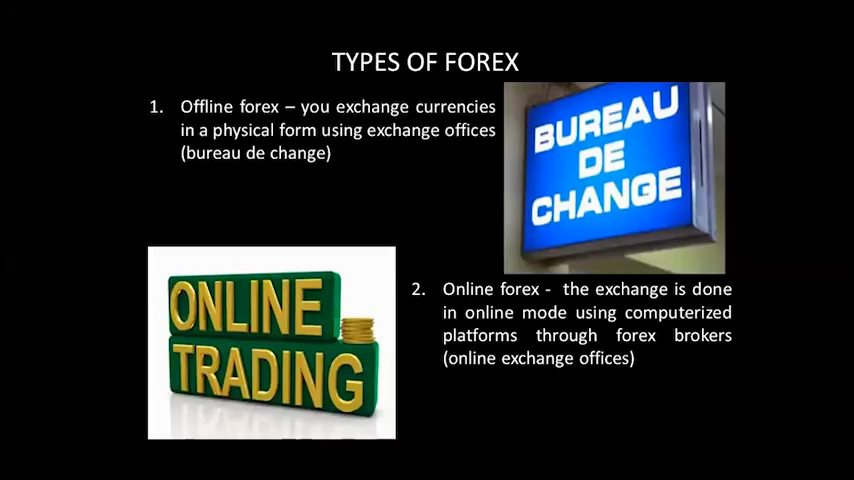 TYPES OF FOREX
1. Offline forex – you exchange currencies
in a physical form using exchange offices
(bureau de change)
BUREAU
DE
CHANGE
ONLINE
TRADING
2. Online forex - the exchange is done
in online mode using computerized
platforms through forex brokers
(online exchange offices)